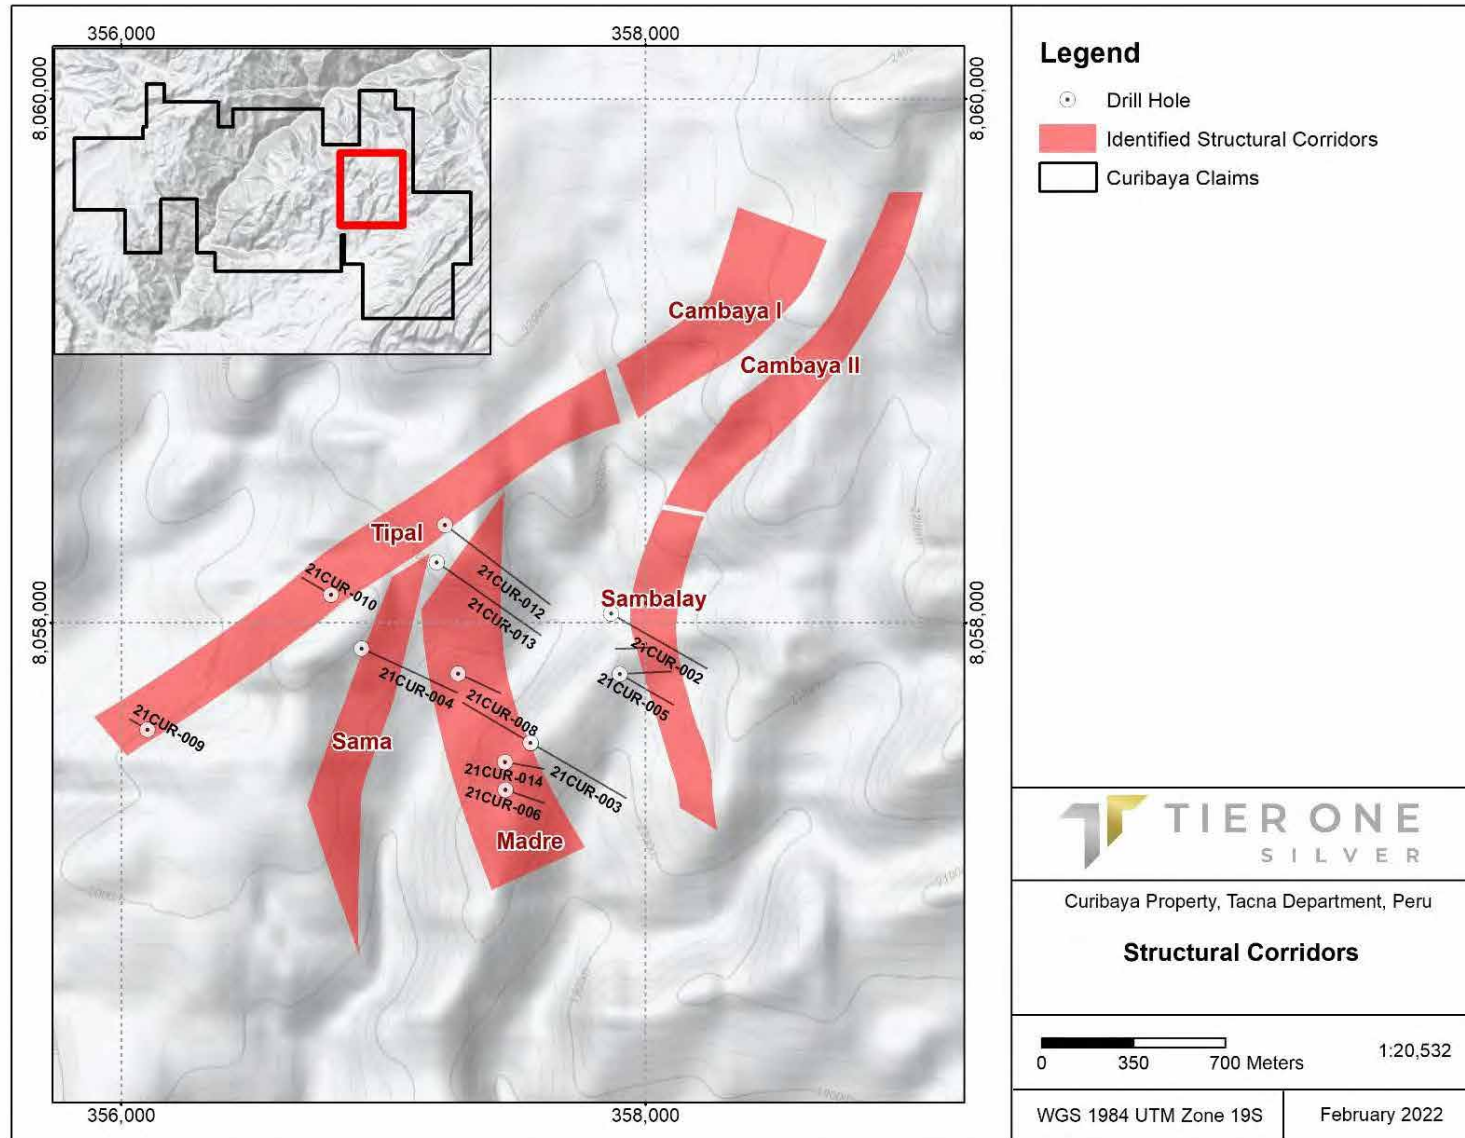 356,000
358,000
8,060,000
8,060,000
Cambaya I
Cambaya II
Tipal
21CUR-010
21CUR-012
21CUR-013
Sambalay
8,058,000
8,058,000
21CUR-002
21CUR-004
21CUR-005
21CUR-008
21CUR-009
Sama
21CUR-014
21CUR-003
21CUR-006
Madre
356,000
358,000
Legend
Drill Hole
Identified Structural Corridors
Curibaya Claims
TIER ONE
SILVER
Curibaya Property, Tacna Department, Peru
Structural Corridors
0 350 700 Meters
1:20,532
WGS 1984 UTM Zone 19S
February 2022